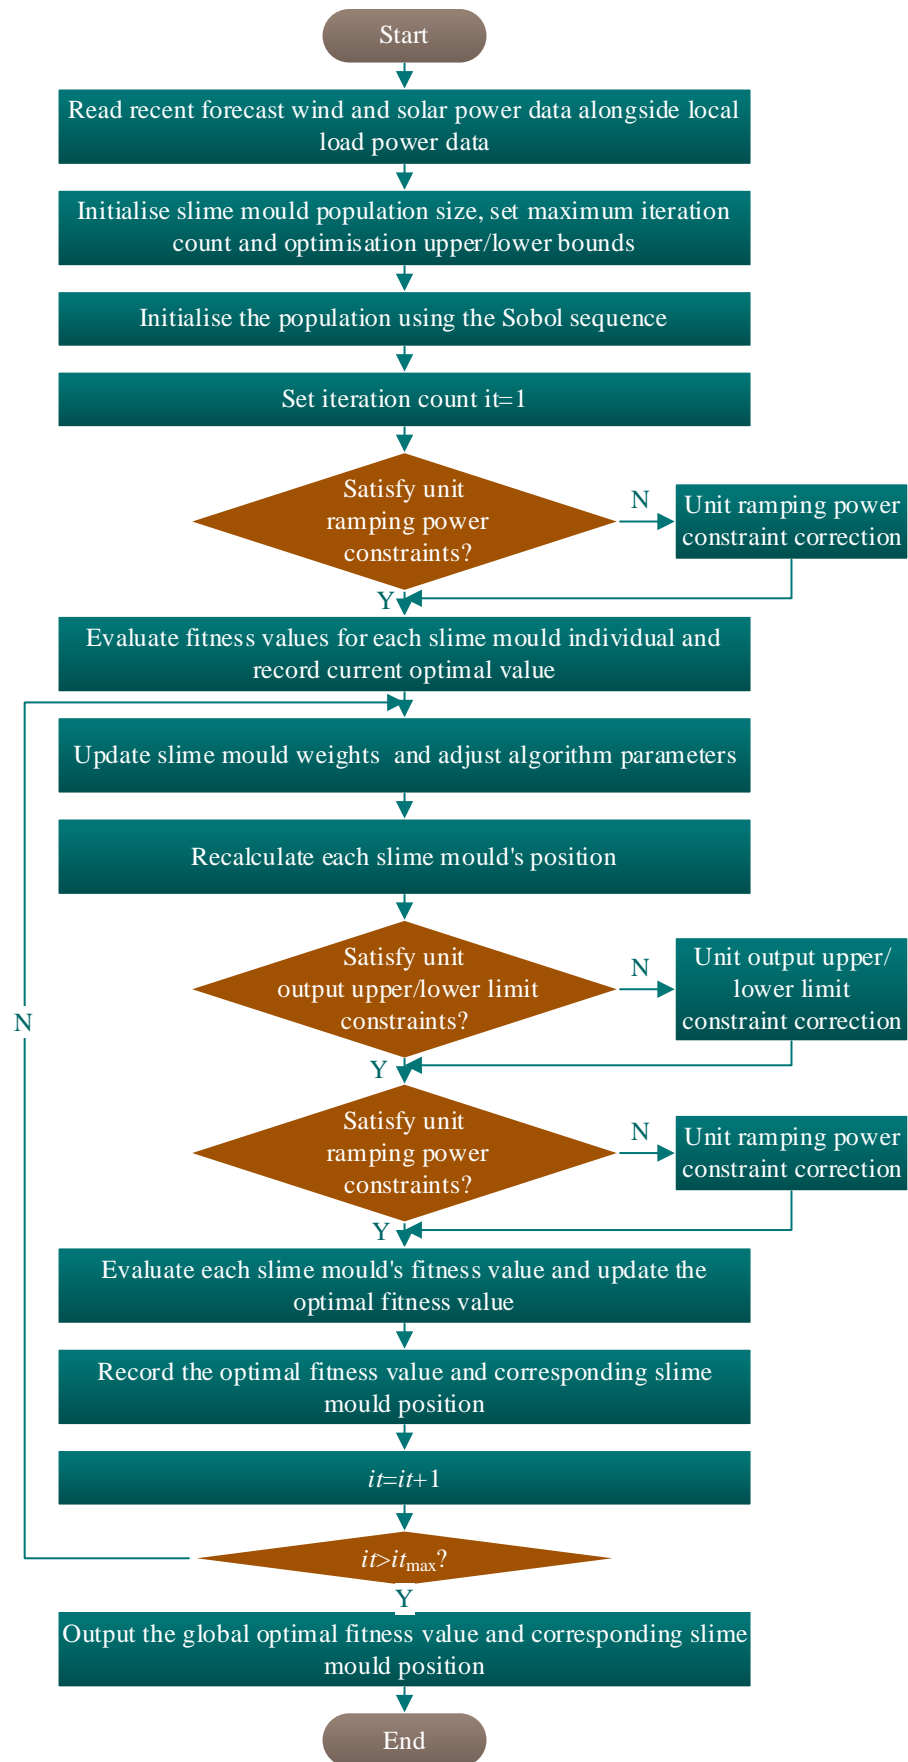 Start
Read recent forecast wind and solar power data alongside local
load power data
Initialise slime mould population size, set maximum iteration
count and optimisation upper/lower bounds
Initialise the population using the Sobol sequence
Set iteration count it=1
Satisfy unit
ramping power
constraints?
N
Unit ramping power
constraint correction
Y
Evaluate fitness values for each slime mould individual and
record current optimal value
Update slime mould weights and adjust algorithm parameters
Recalculate each slime mould's position
Satisfy unit
output upper/lower limit
constraints?
N
Unit output upper/
lower limit
constraint correction
N
Y
Satisfy unit
ramping power
constraints?
N
Unit ramping power
constraint correction
Y
Evaluate each slime mould's fitness value and update the
optimal fitness value
Record the optimal fitness value and corresponding slime
mould position
it=it+1
it>it_max?
Y
Output the global optimal fitness value and corresponding slime
mould position
End